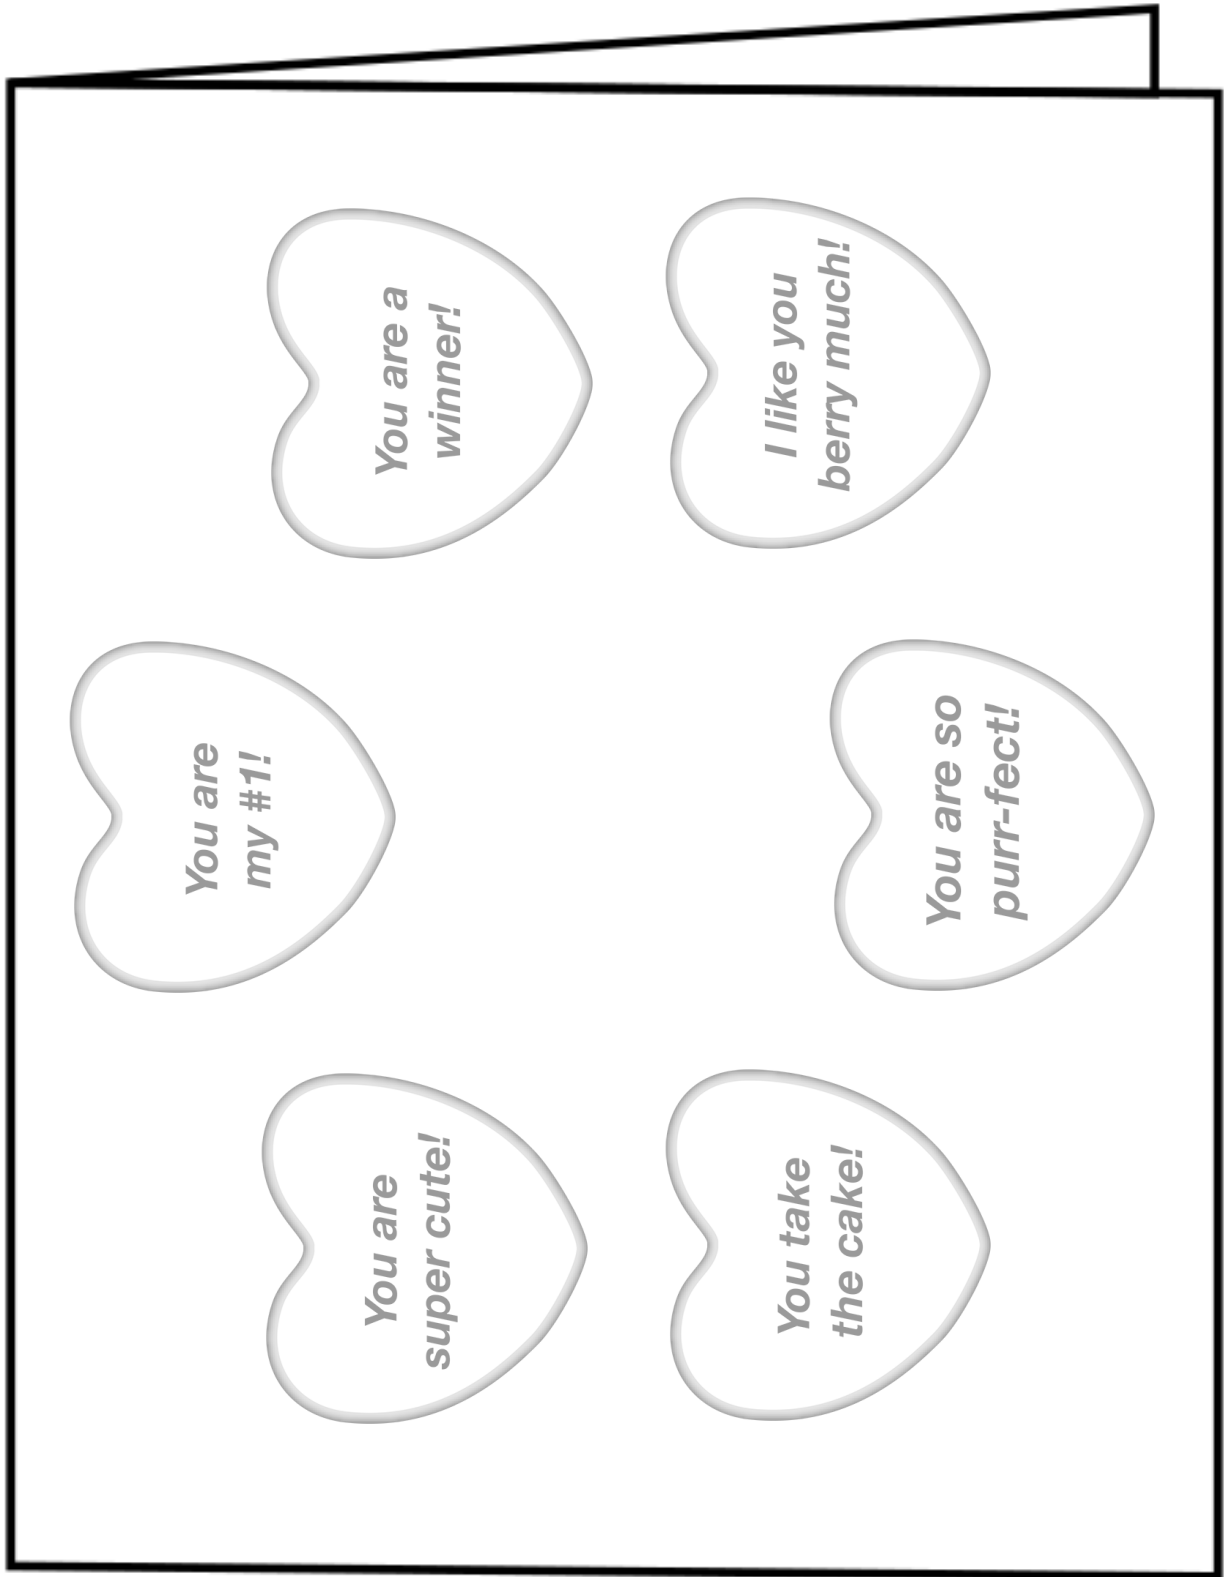 You are
my #1!
You are
super cute!
You are a
winner!
You take
the cake!
I like you
berry much!
You are so
purr-fect!